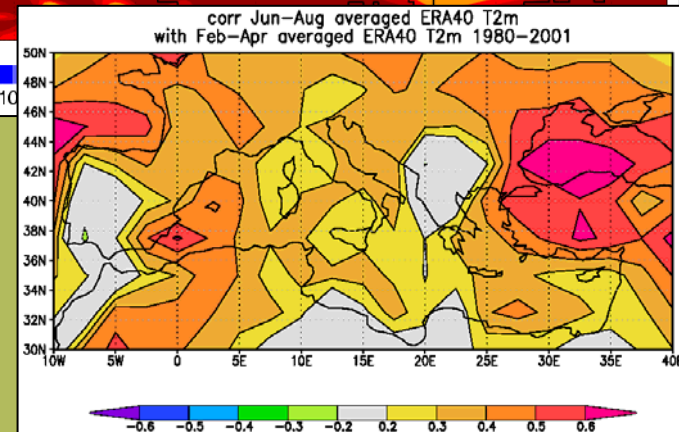 corr Jun-Aug averaged ERA40 T2m
with Feb-Apr averaged ERA40 T2m 1980-2001
50N
48N
46N
44N
42N
40N
38N
36N
34N
32N
30N
10W 5W 0 5E 10E 15E 20E 25E 30E 35E 40E
-0.6 -0.5 -0.4 -0.3 -0.2 0.2 0.3 0.4 0.5 0.6
10